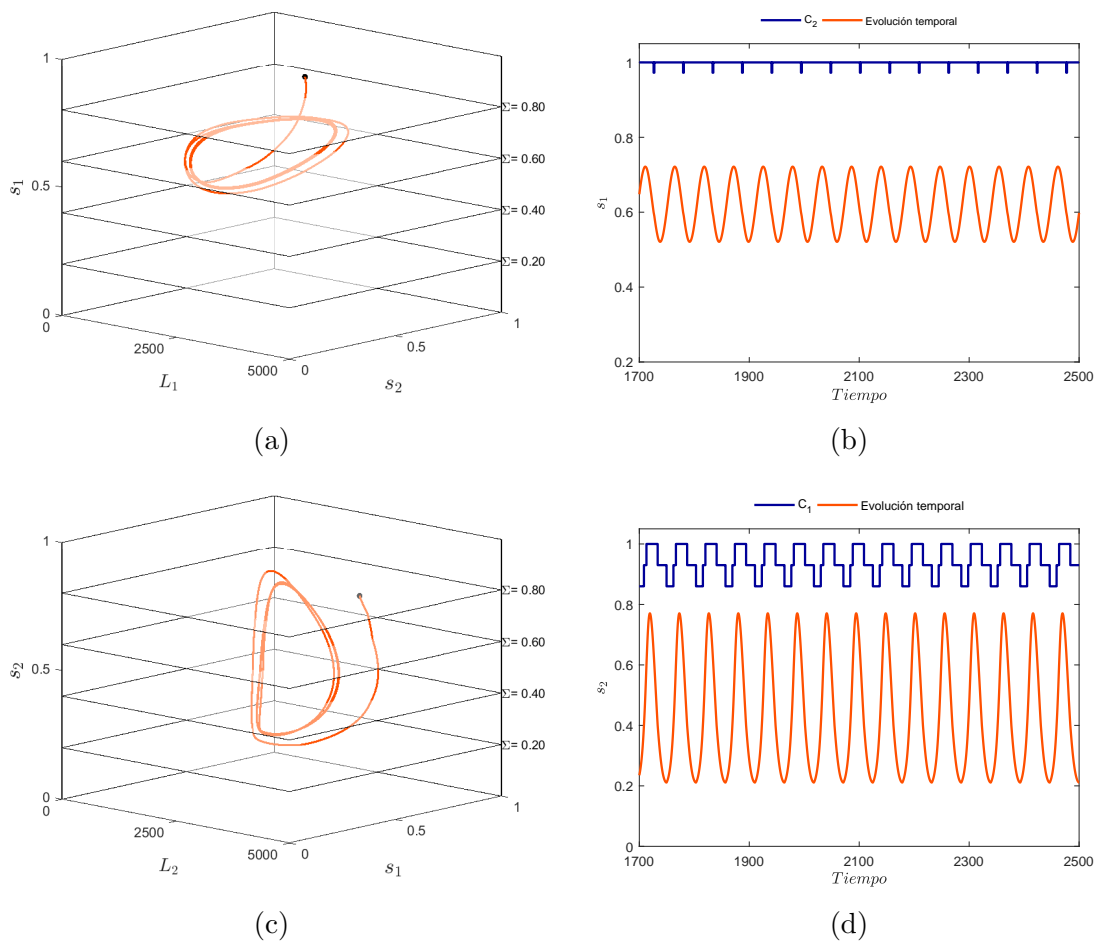 1
0.5
0
s₁
0
2500
5000
L₁
0
0.5
1
s₂
Σ= 0.80
Σ= 0.60
Σ= 0.40
Σ= 0.20
(a)
C₂ Evolución temporal
1
0.8
0.6
0.4
0.2
s₁
1700 1900 2100 2300 2500
Tiempo
(b)
1
0.5
0
s₂
0
2500
5000
L₂
0
0.5
1
s₁
Σ= 0.80
Σ= 0.60
Σ= 0.40
Σ= 0.20
(c)
C₁ Evolución temporal
1
0.8
0.6
0.4
0.2
0
s₂
1700 1900 2100 2300 2500
Tiempo
(d)